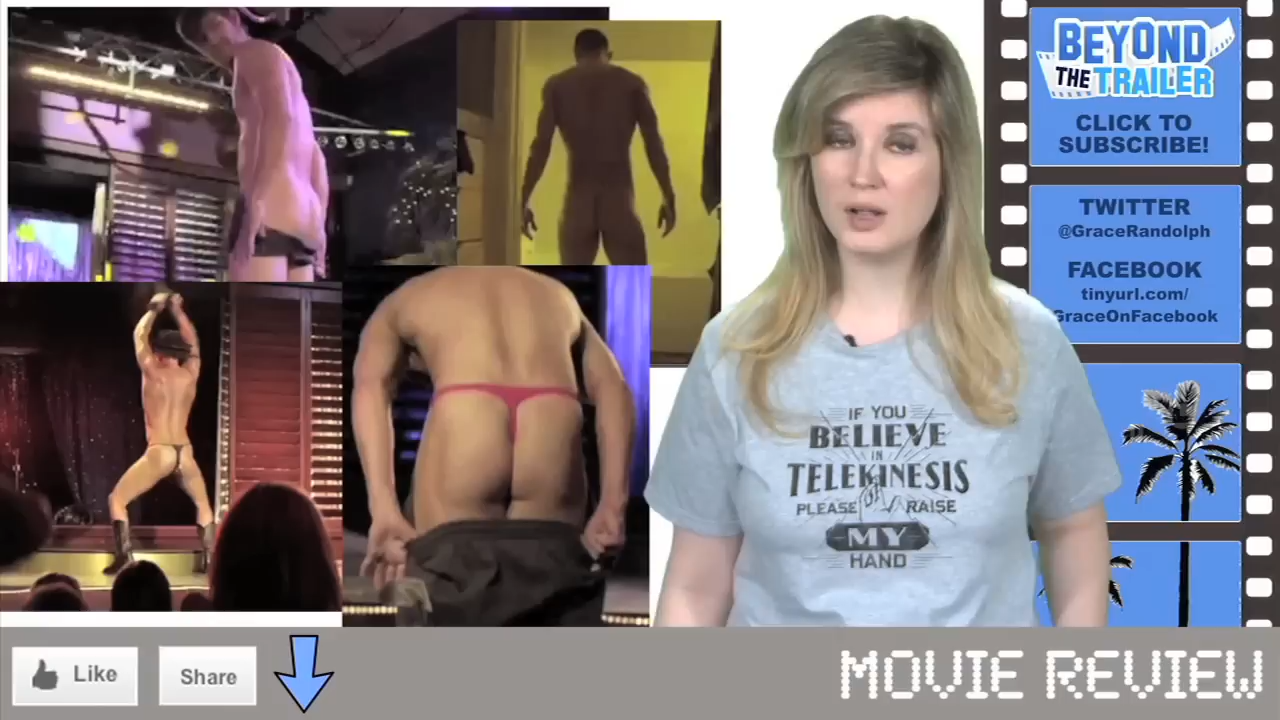 BEYOND
THE TRAILER
CLICK TO
SUBSCRIBE!
TWITTER
@GraceRandolph
FACEBOOK
tinyurl.com/
GraceOnFacebook
IF YOU
BELIEVE
IN
TELEKINESIS
PLEASE RAISE
MY
HAND
Like
Share
MOVIE REVIEW